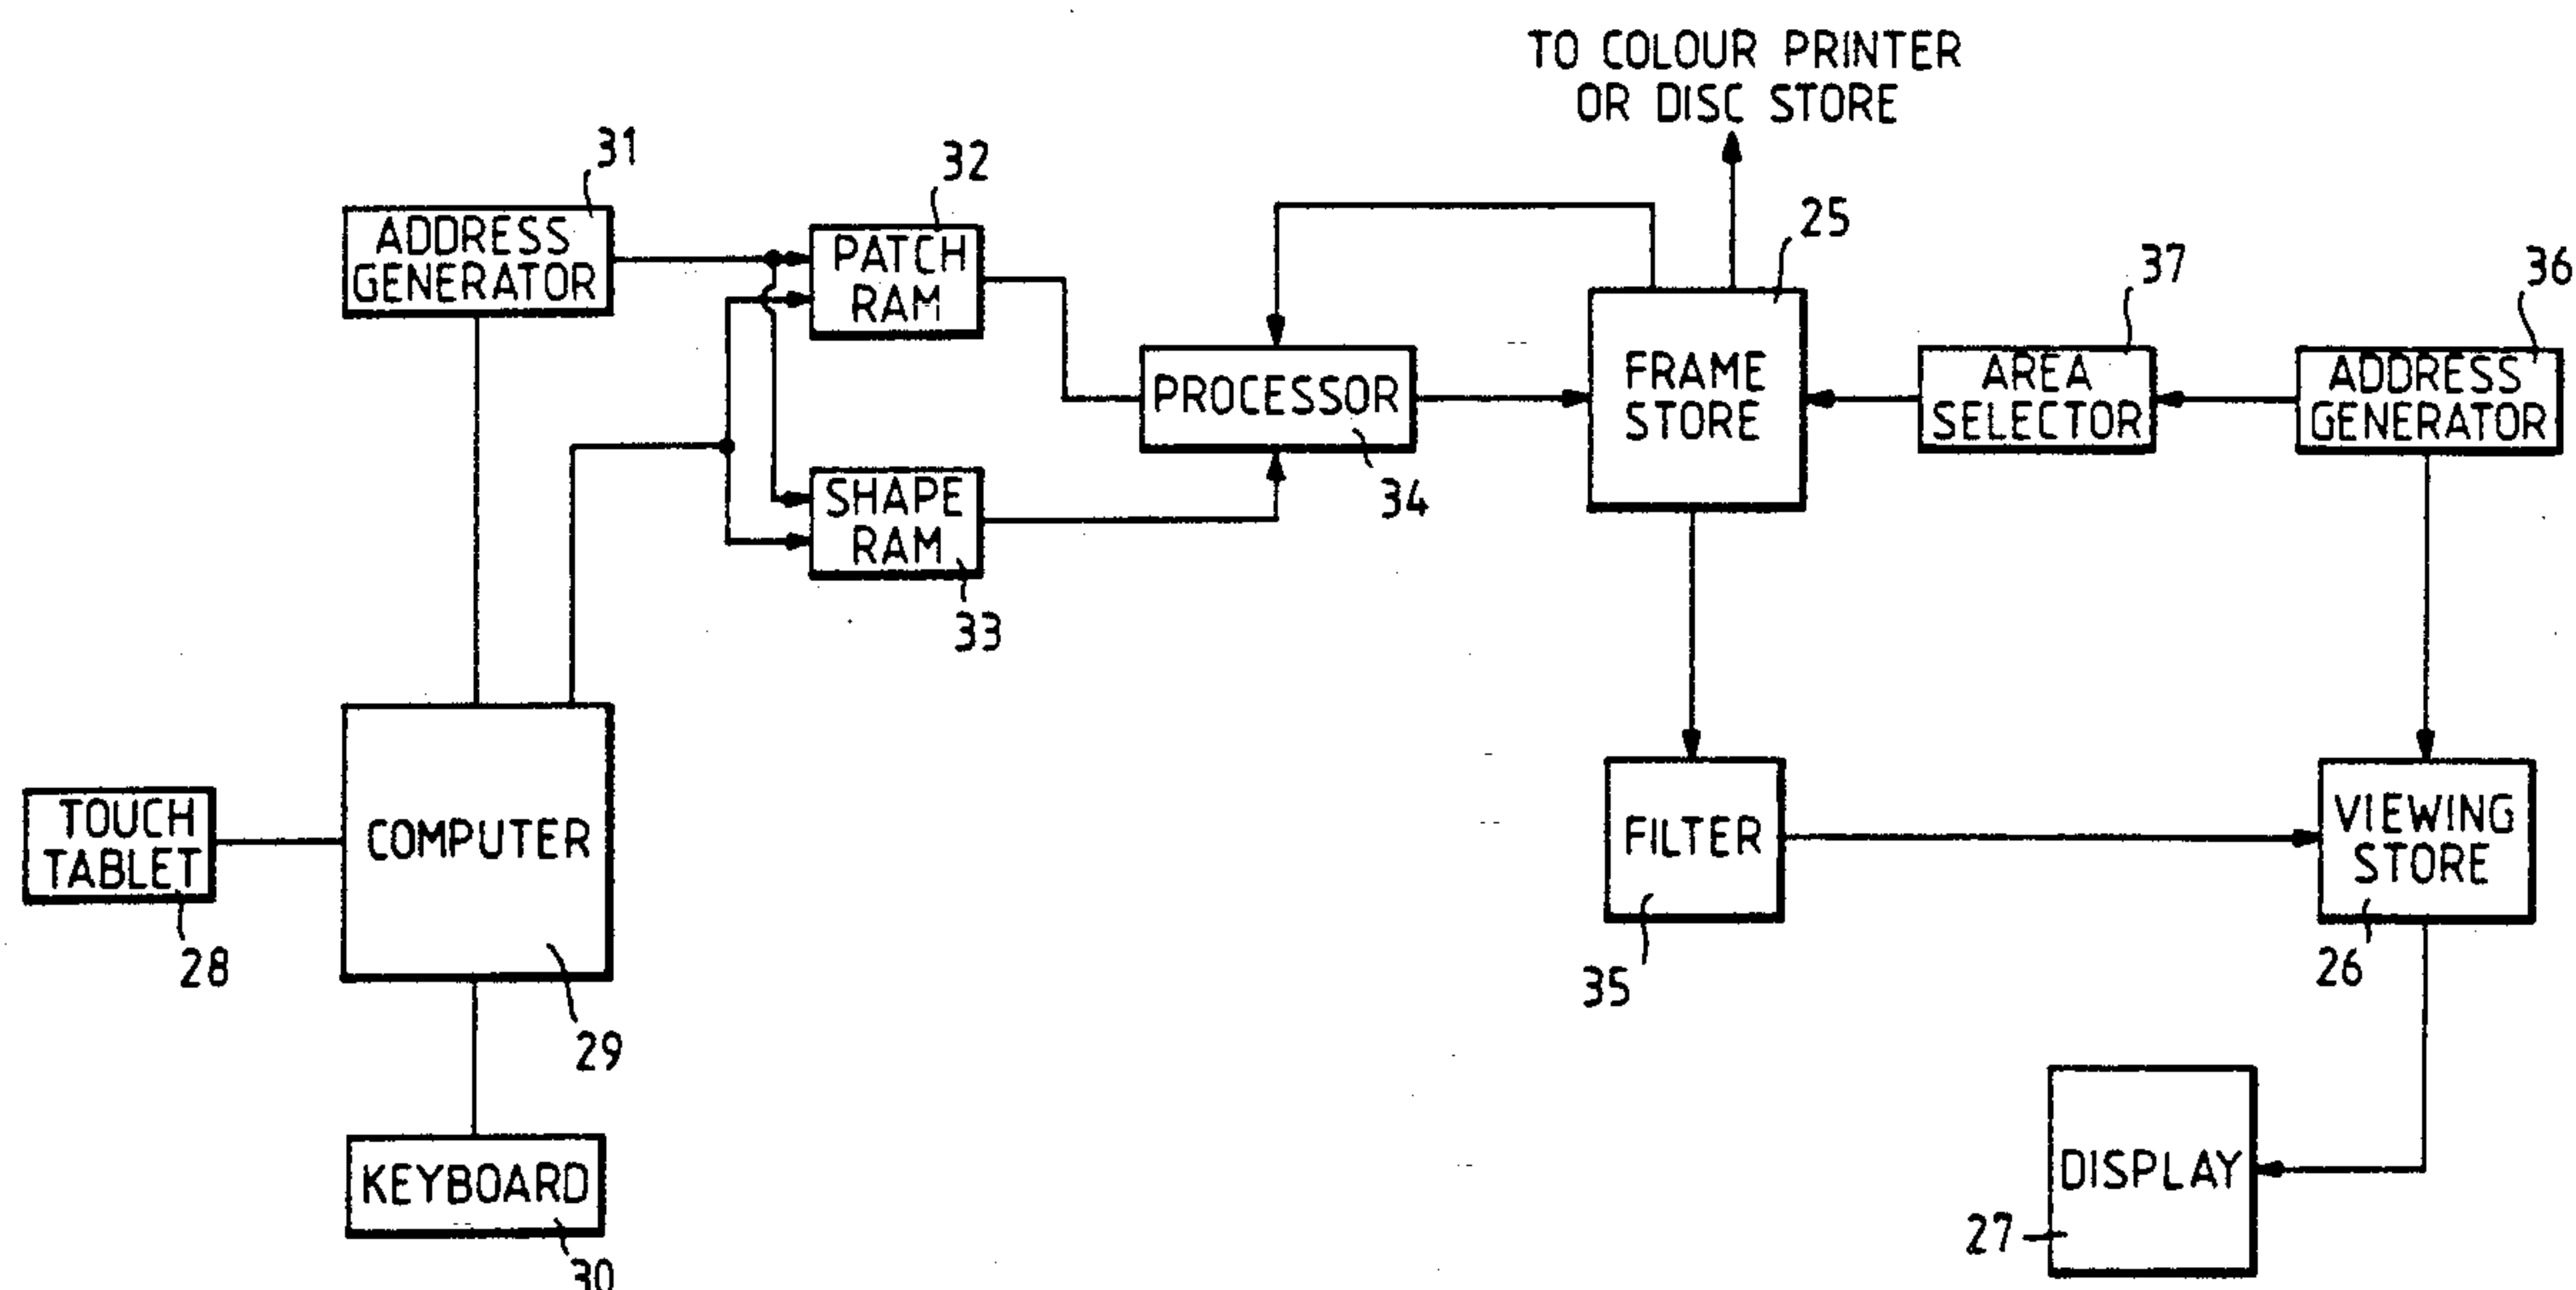 TO COLOUR PRINTER
OR DISC STORE
31
ADDRESS
GENERATOR
32
PATCH
RAM
25
FRAME
STORE
37
AREA
SELECTOR
36
ADDRESS
GENERATOR
PROCESSOR
34
SHAPE
RAM
33
TOUCH
TABLET
28
COMPUTER
29
KEYBOARD
30
FILTER
35
VIEWING
STORE
26
DISPLAY
27